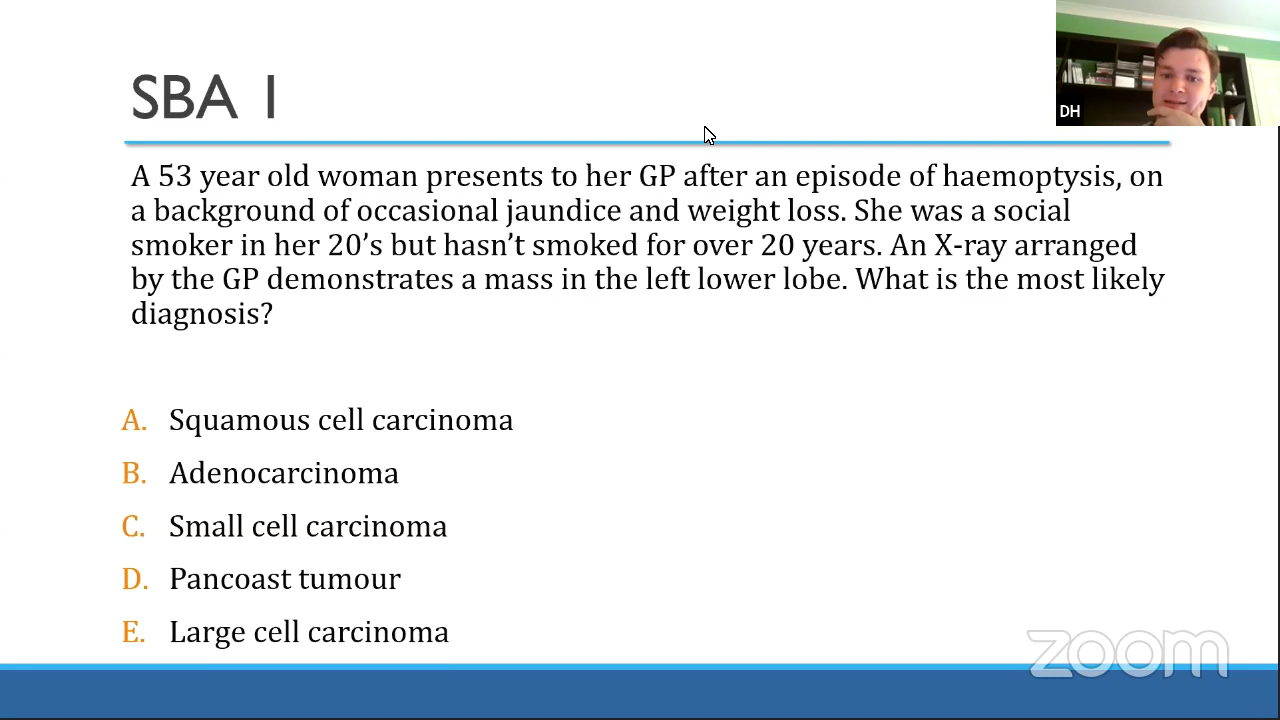 SBA 1
DH
A 53 year old woman presents to her GP after an episode of haemoptysis, on
a background of occasional jaundice and weight loss. She was a social
smoker in her 20’s but hasn’t smoked for over 20 years. An X-ray arranged
by the GP demonstrates a mass in the left lower lobe. What is the most likely
diagnosis?
A. Squamous cell carcinoma
B. Adenocarcinoma
C. Small cell carcinoma
D. Pancoast tumour
E. Large cell carcinoma
zoom